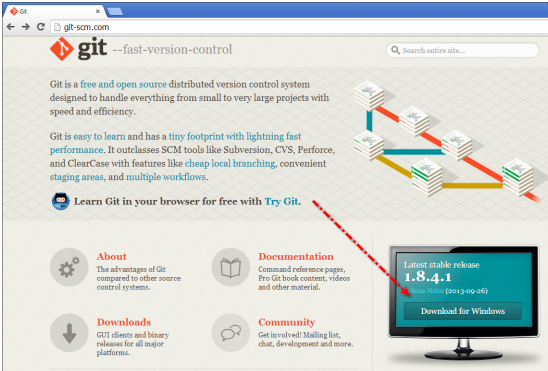 Git
git-scm.com
git --fast-version-control
Search entire site...
Git is a free and open source distributed version control system
designed to handle everything from small to very large projects with
speed and efficiency.
Git is easy to learn and has a tiny footprint with lightning fast
performance. It outclasses SCM tools like Subversion, CVS, Perforce,
and ClearCase with features like cheap local branching, convenient
staging areas, and multiple workflows.
Learn Git in your browser for free with Try Git.
About
The advantages of Git
compared to other source
control systems.
Documentation
Command reference pages,
Pro Git book content, videos
and other material.
Downloads
GUI clients and binary
releases for all major
platforms.
Community
Get involved! Mailing list,
chat, development and more.
Latest stable release
1.8.4.1
Notes (2013-09-26)
Download for Windows